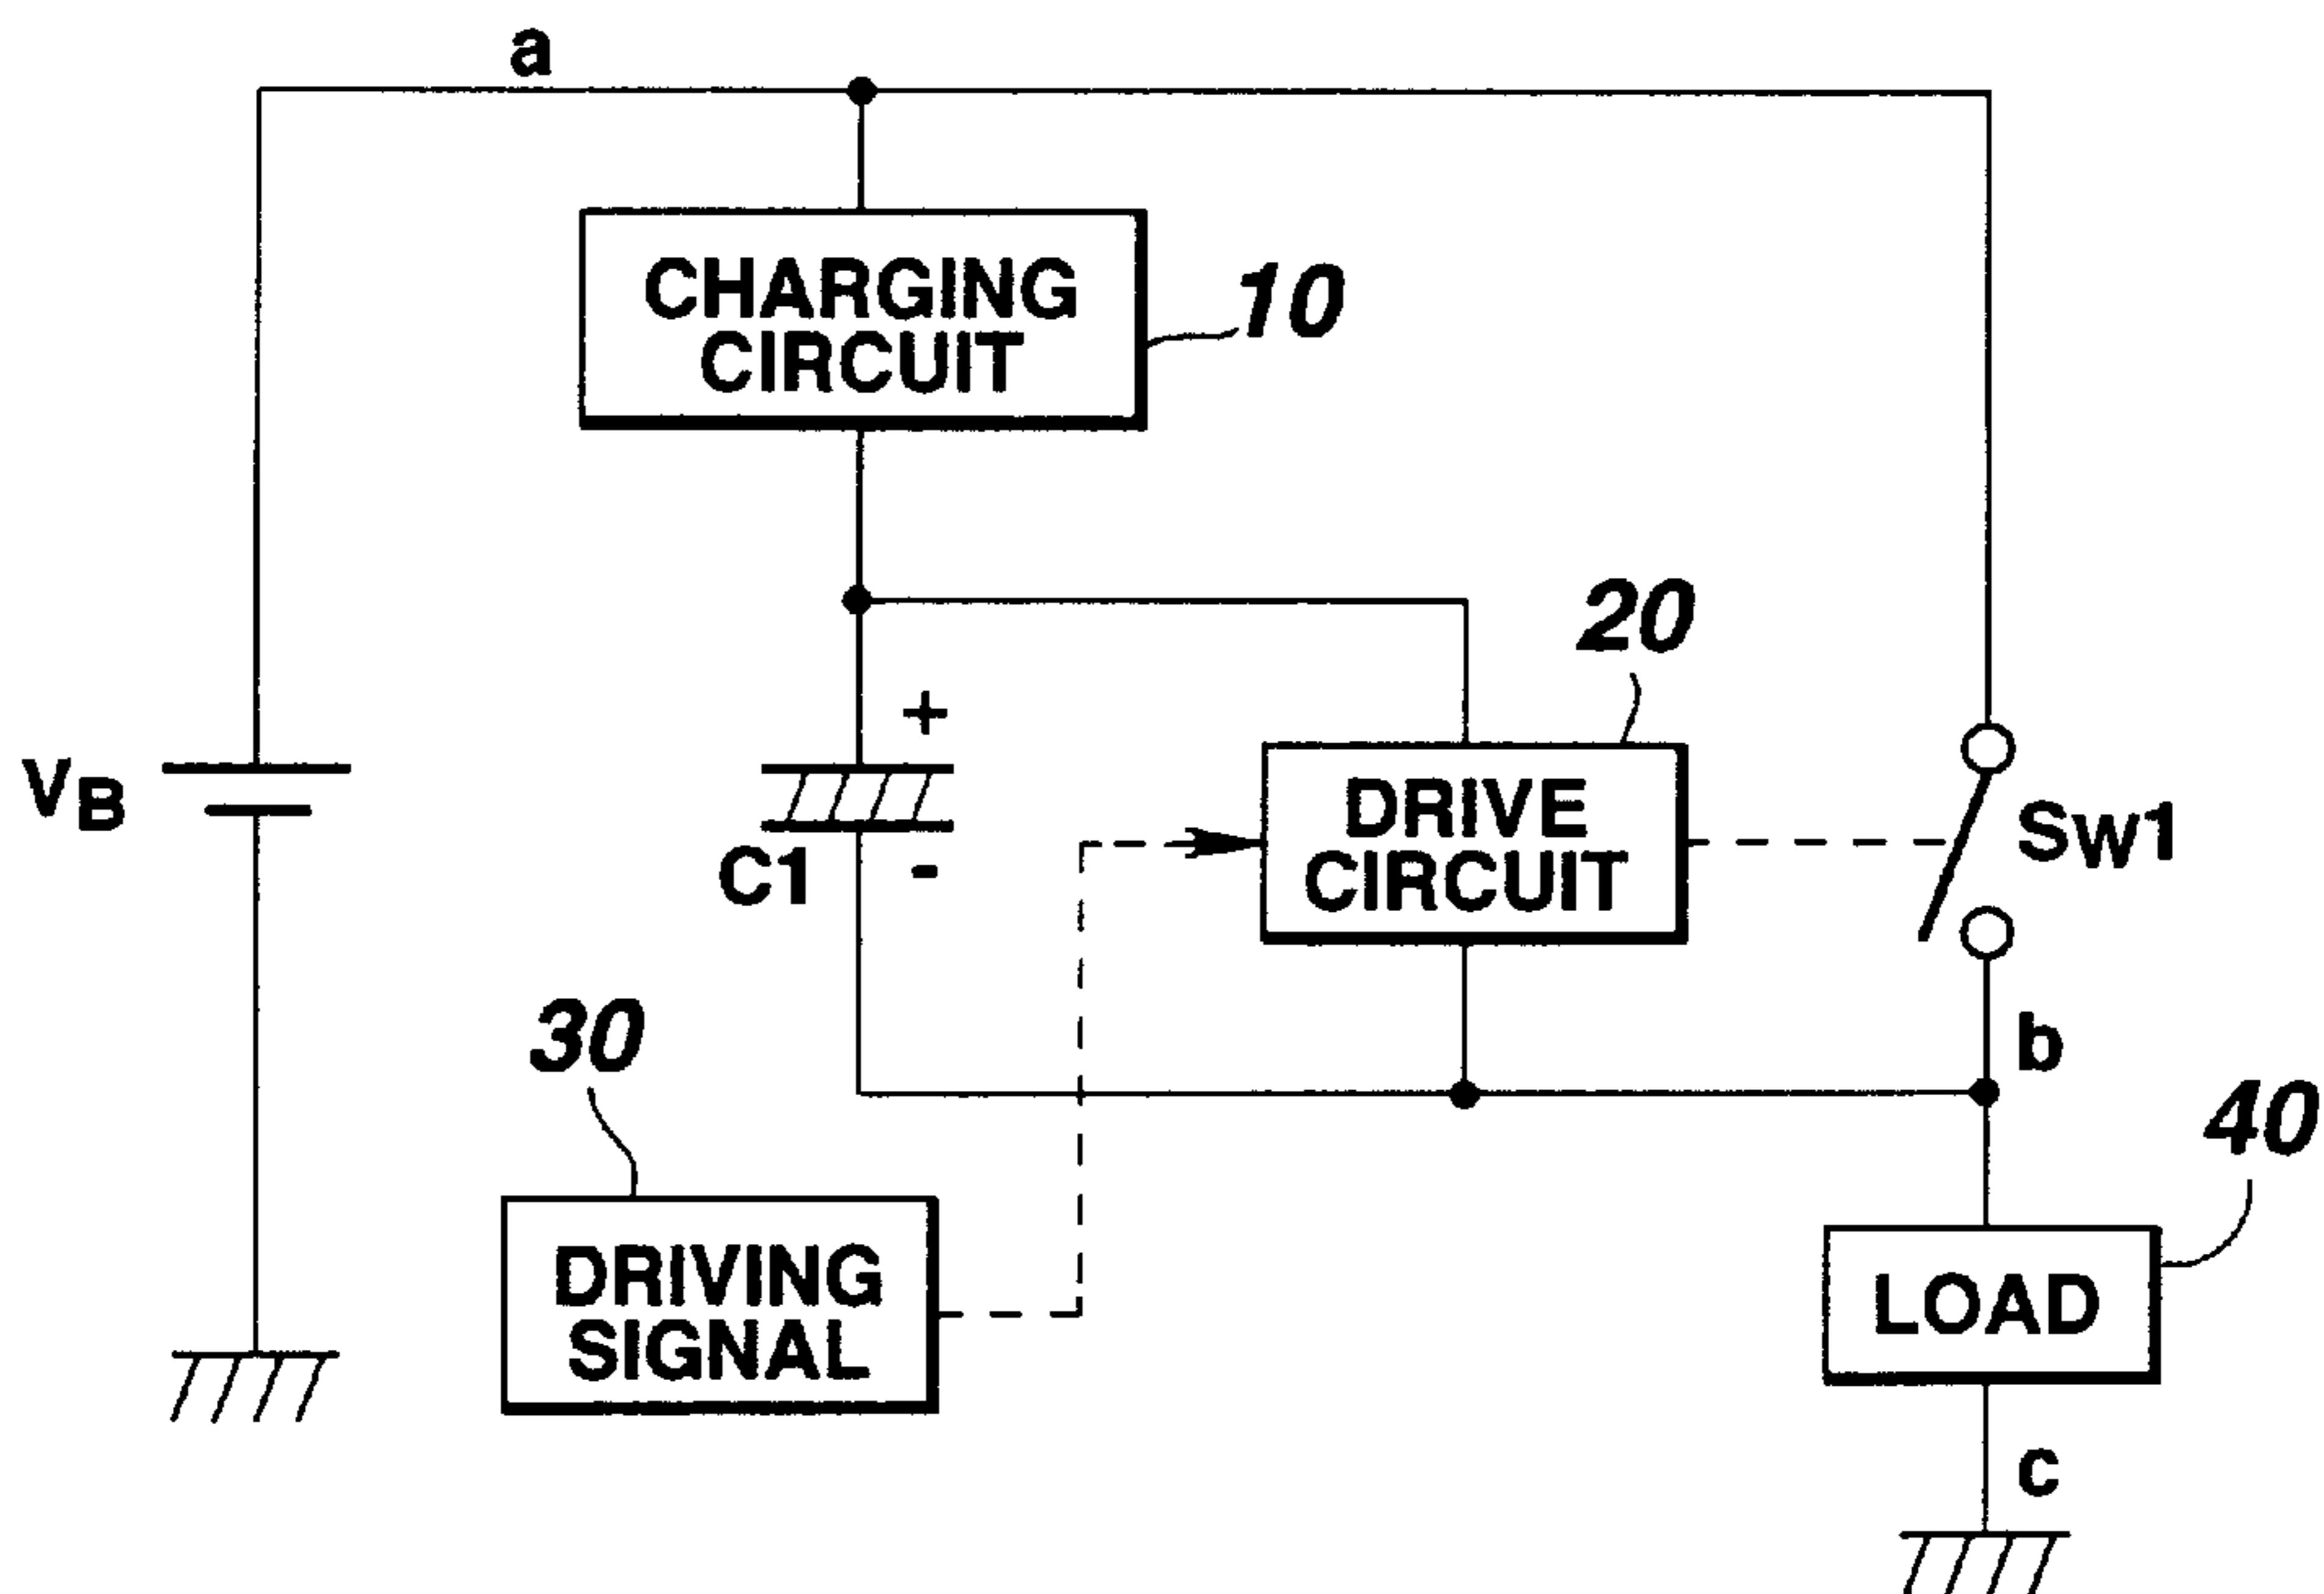 a
CHARGING
CIRCUIT
10
20
+
VB
DRIVE
CIRCUIT
SW1
C1
-
30
b
40
DRIVING
SIGNAL
LOAD
c